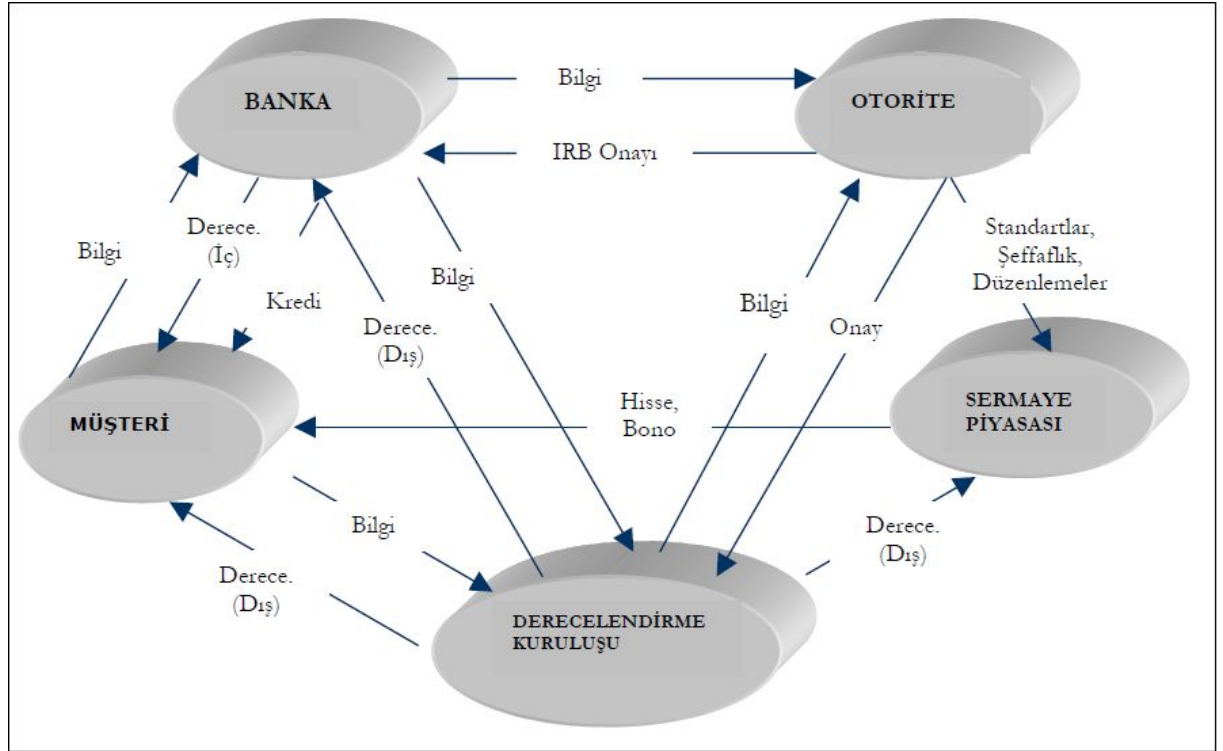 BANKA
Bilgi
OTORİTE
IRB Onayı
Bilgi
Derece.
(İç)
Kredi
Derece.
(Dış)
Bilgi
Bilgi
Onay
Standartlar,
Şeffaflık,
Düzenlemeler
MÜŞTERİ
Hisse,
Bono
SERMAYE
PİYASASI
Bilgi
Derece.
(Dış)
Derece.
(Dış)
DERECELENDİRME
KURULUŞU